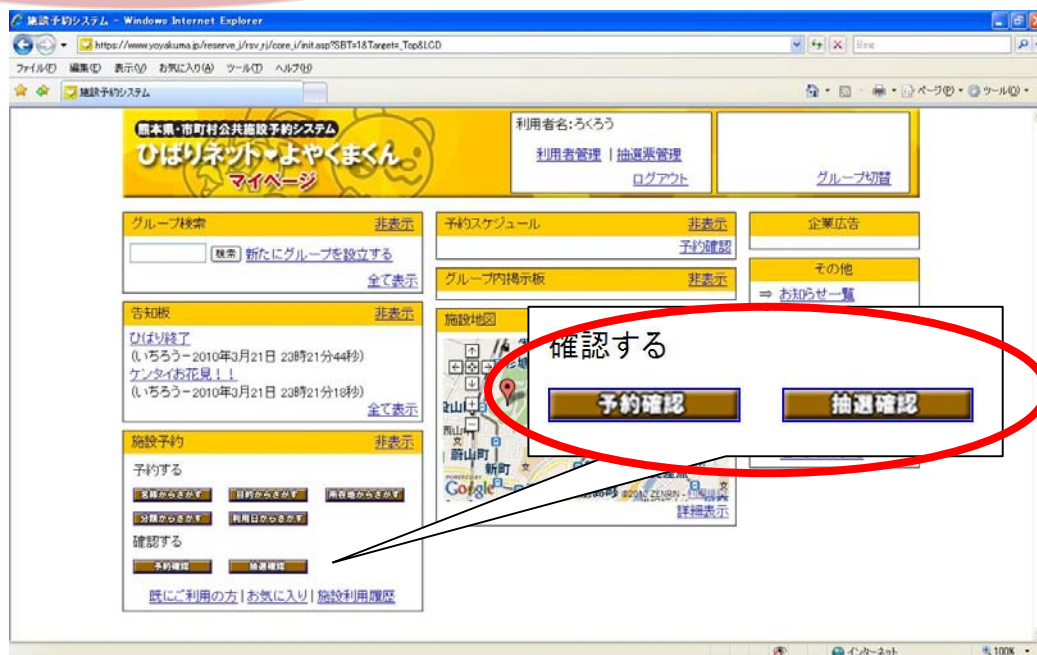 施設予約システム - Windows Internet Explorer
https://www.yoyakuma.jp/reserve_j/rsv_rj/core_i/init.asp?SBT=1&Target=_Top&LCD
ファイル(F) 編集(E) 表示(V) お気に入り(A) ツール(T) ヘルプ(H)
施設予約システム
ページ(P) ツール(O)
熊本県・市町村公共施設予約システム
ひばりネット♥よやくまくん
マイページ
利用者名:ろくろう
利用者管理 | 抽選票管理
ログアウト
グループ切替
グループ検索 非表示
検索 新たにグループを設立する
全て表示
告知板 非表示
ひばり終了
(いちろう-2010年3月21日 23時21分44秒)
ケンタイお花見!!
(いちろう-2010年3月21日 23時21分18秒)
全て表示
施設予約 非表示
予約する
名称からさがす 目的からさがす 所在地からさがす
分類からさがす 利用日からさがす
確認する
予約確認 抽選確認
既にご利用の方 | お気に入り | 施設利用履歴
予約スケジュール 非表示
予約確認
グループ内掲示板 非表示
施設地図
蔚山町
新町
POWERED BY
Google
©2010 ZENRIN -
詳細表示
企業広告
その他
⇒ お知らせ一覧
確認する
予約確認 抽選確認
インターネット 100%